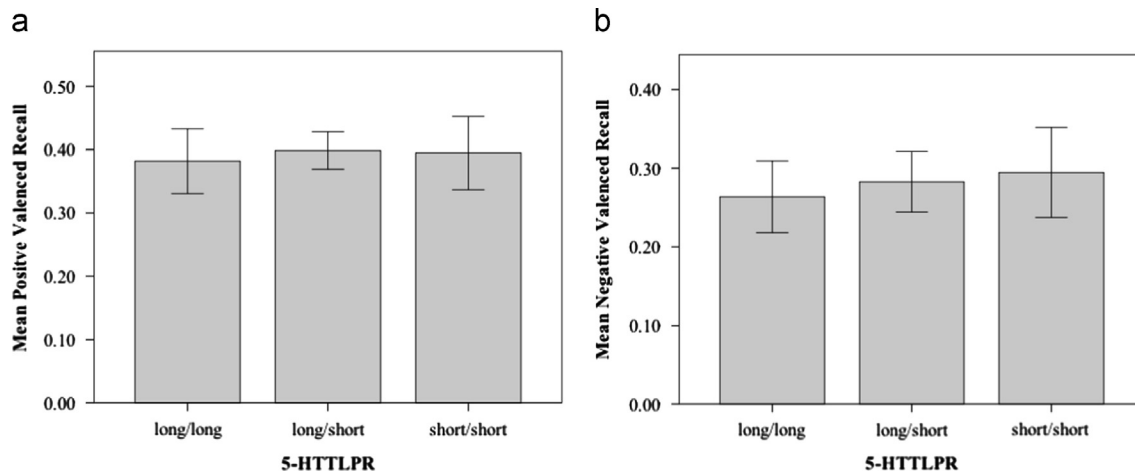 a
Mean Positve Valenced Recall
0.50
0.40
0.30
0.20
0.10
0.00
long/long
long/short
short/short
5-HTTLPR
b
Mean Negative Valenced Recall
0.40
0.30
0.20
0.10
0.00
long/long
long/short
short/short
5-HTTLPR